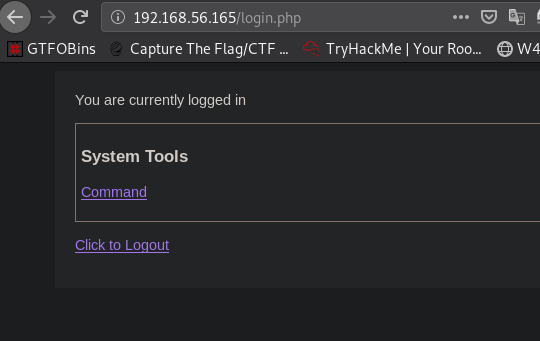 192.168.56.165/login.php
GTFOBins Capture The Flag/CTF ... TryHackMe | Your Roo... W4
You are currently logged in
System Tools
Command
Click to Logout